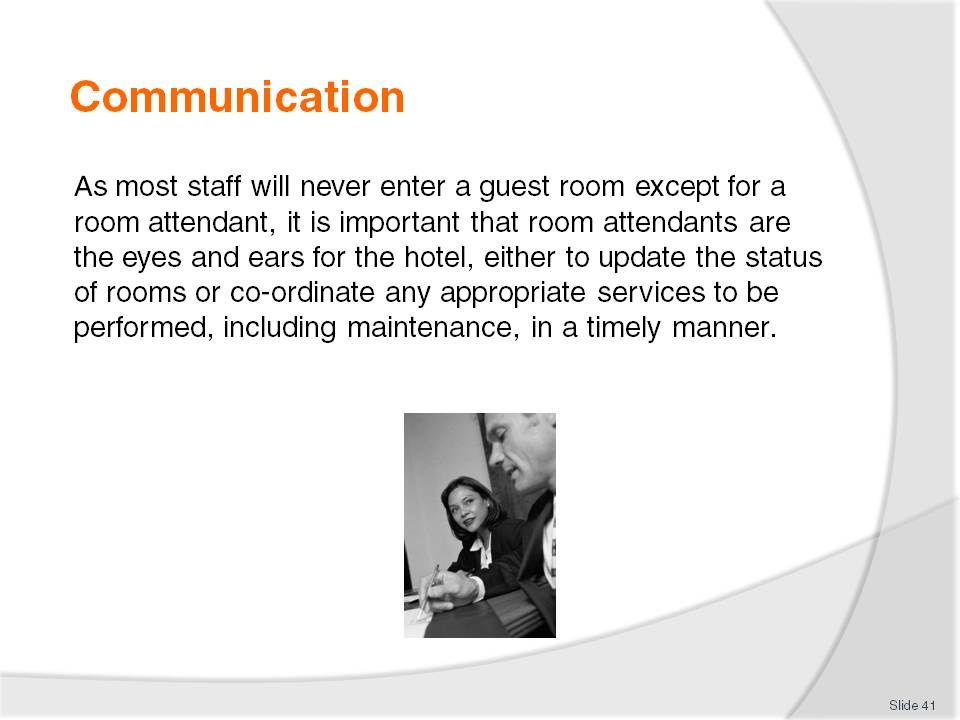 Communication
As most staff will never enter a guest room except for a
room attendant, it is important that room attendants are
the eyes and ears for the hotel, either to update the status
of rooms or co-ordinate any appropriate services to be
performed, including maintenance, in a timely manner.
Slide 41